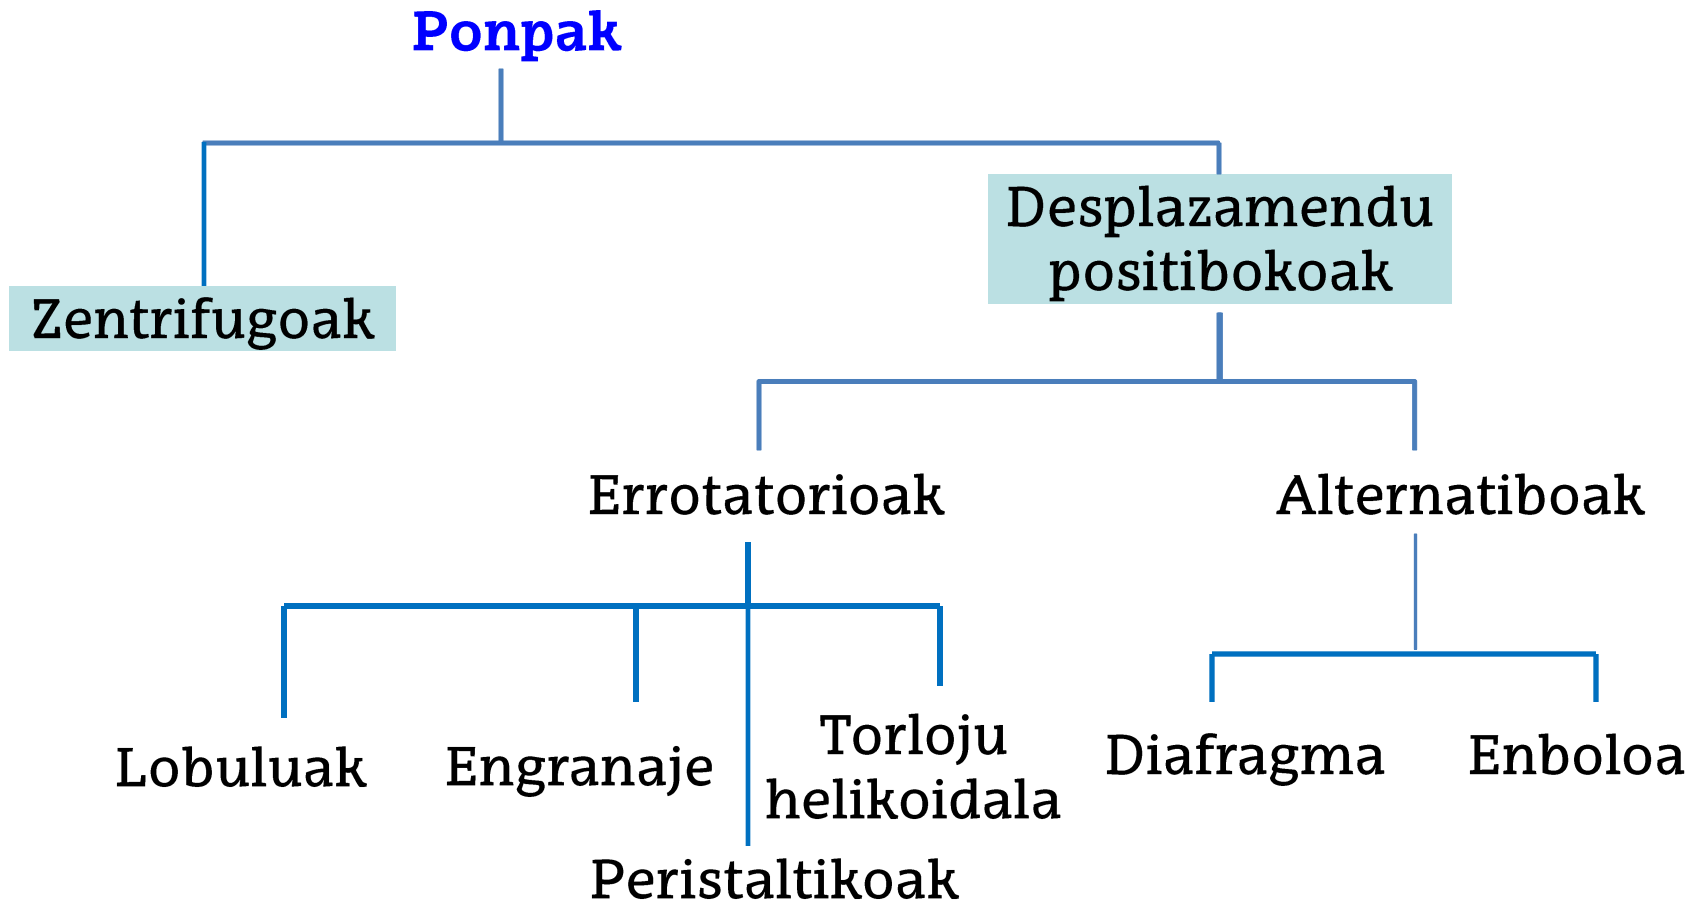 Ponpak
Desplazamendu
positibokoak
Zentrifugoak
Errotatorioak
Alternatiboak
Lobuluak
Engranaje
Torloju
helikoidala
Peristaltikoak
Diafragma
Enboloa